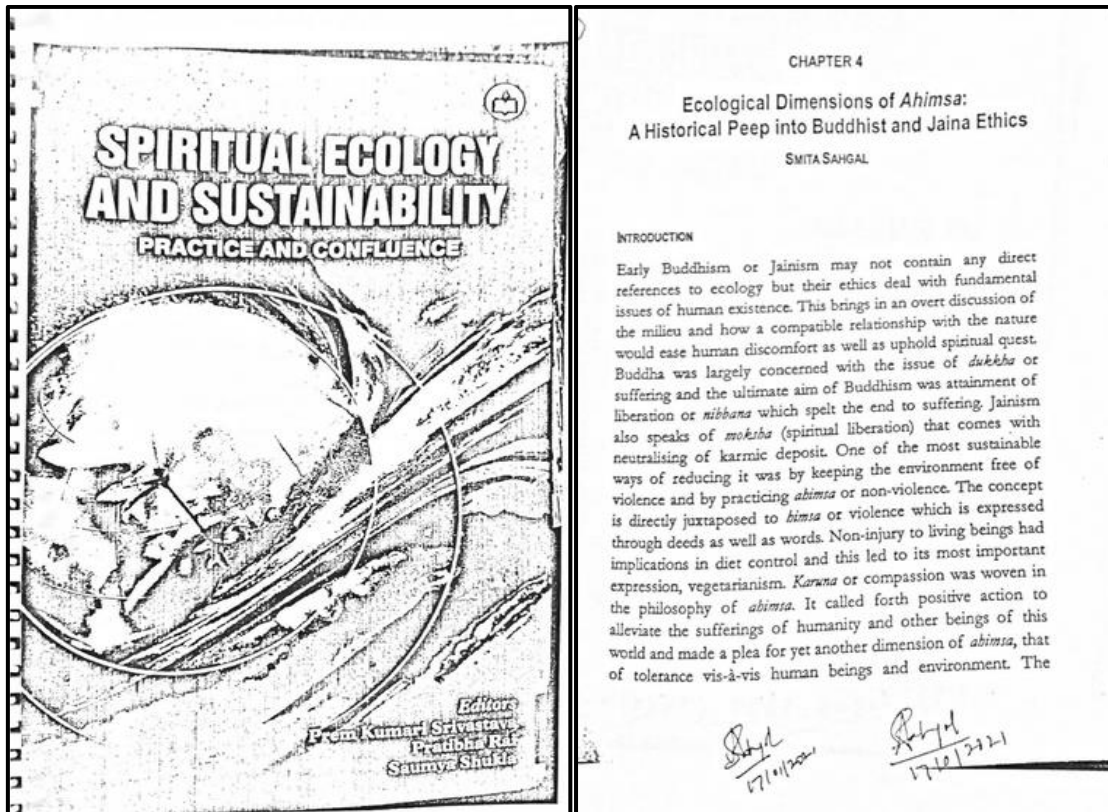 SPIRITUAL ECOLOGY
AND SUSTAINABILITY
PRACTICE AND CONFLUENCE
Editors
Prem Kumari Srivastava
Pratibha Rai
Saumya Shukla
CHAPTER 4
Ecological Dimensions of Ahimsa:
A Historical Peep into Buddhist and Jaina Ethics
SMITA SAHGAL
INTRODUCTION
Early Buddhism or Jainism may not contain any direct
references to ecology but their ethics deal with fundamental
issues of human existence. This brings in an overt discussion of
the milieu and how a compatible relationship with the nature
would ease human discomfort as well as uphold spiritual quest.
Buddha was largely concerned with the issue of dukkha or
suffering and the ultimate aim of Buddhism was attainment of
liberation or nibbana which spelt the end to suffering. Jainism
also speaks of moksha (spiritual liberation) that comes with
neutralising of karmic deposit. One of the most sustainable
ways of reducing it was by keeping the environment free of
violence and by practicing ahimsa or non-violence. The concept
is directly juxtaposed to himsa or violence which is expressed
through deeds as well as words. Non-injury to living beings had
implications in diet control and this led to its most important
expression, vegetarianism. Karuna or compassion was woven in
the philosophy of ahimsa. It called forth positive action to
alleviate the sufferings of humanity and other beings of this
world and made a plea for yet another dimension of ahimsa, that
of tolerance vis-à-vis human beings and environment. The
17/01/2021
17/01/2021